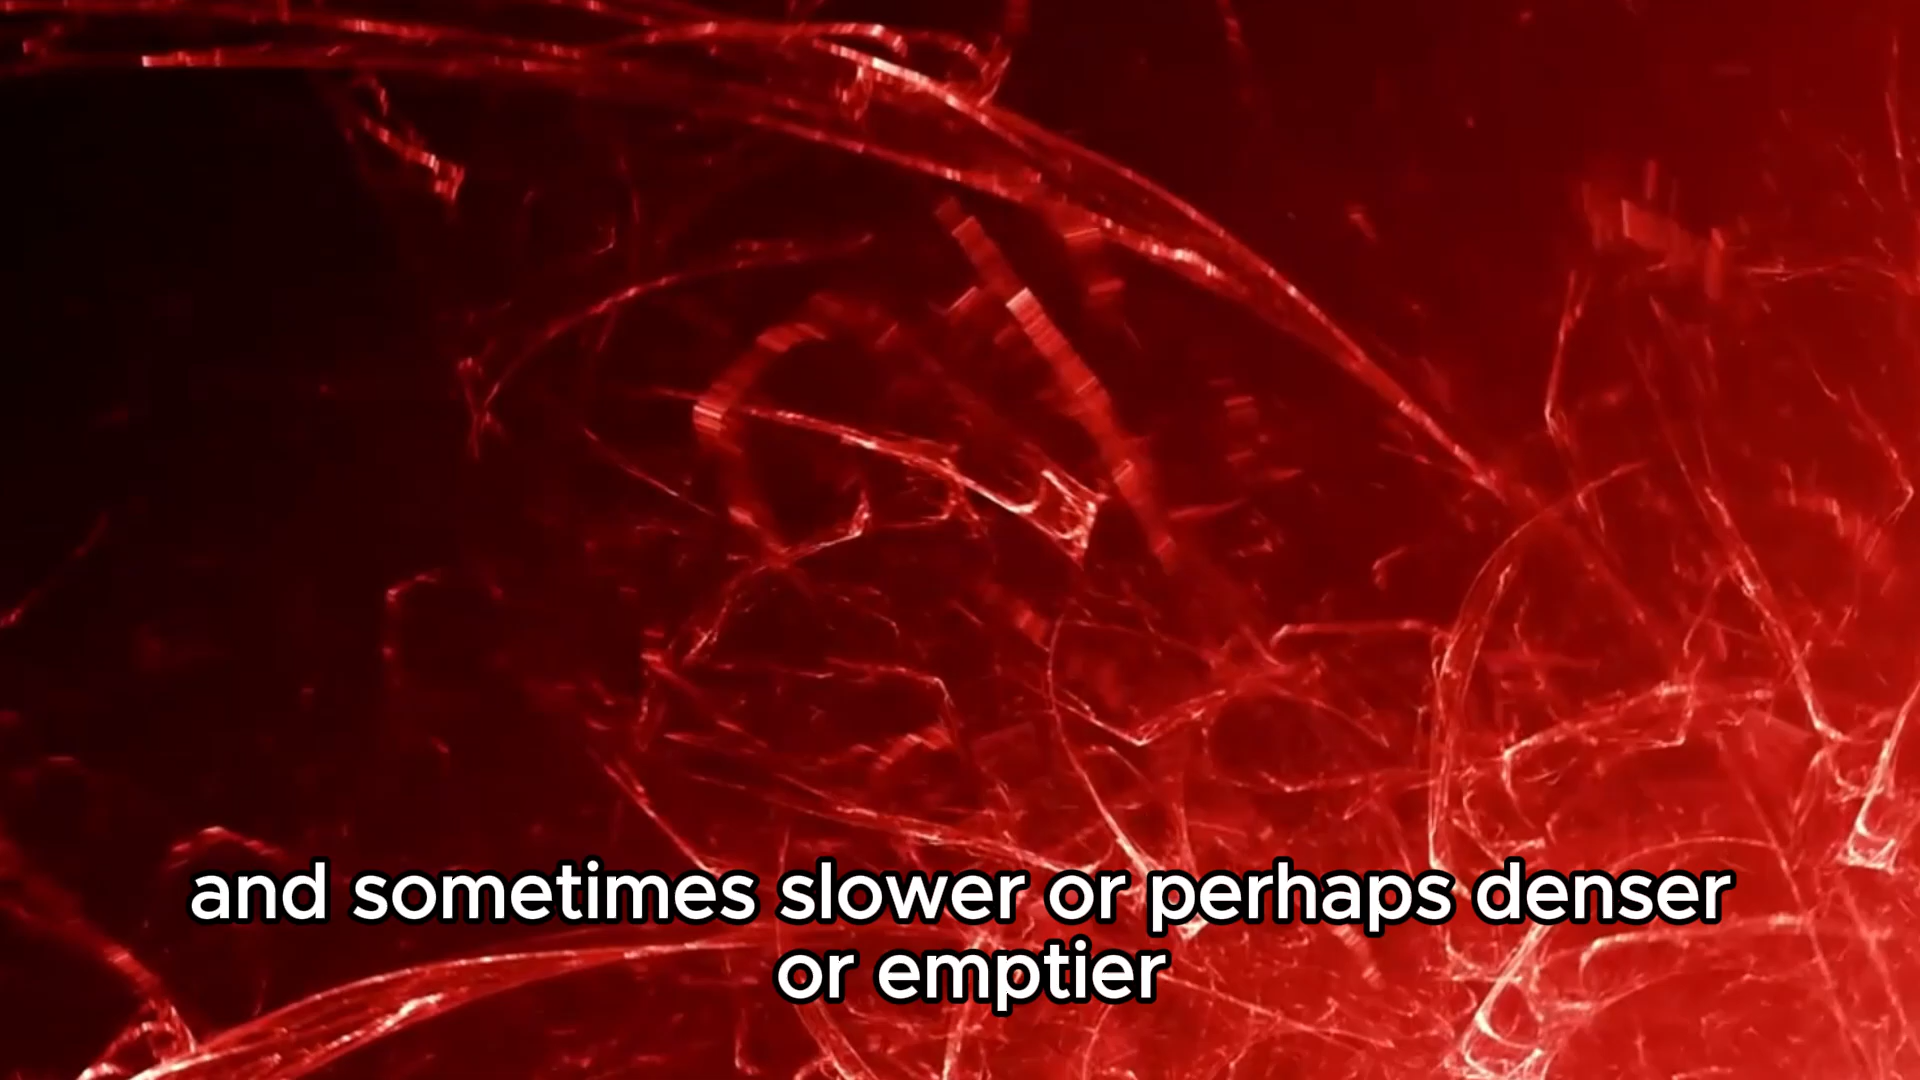 and sometimes slower or perhaps denser
or emptier